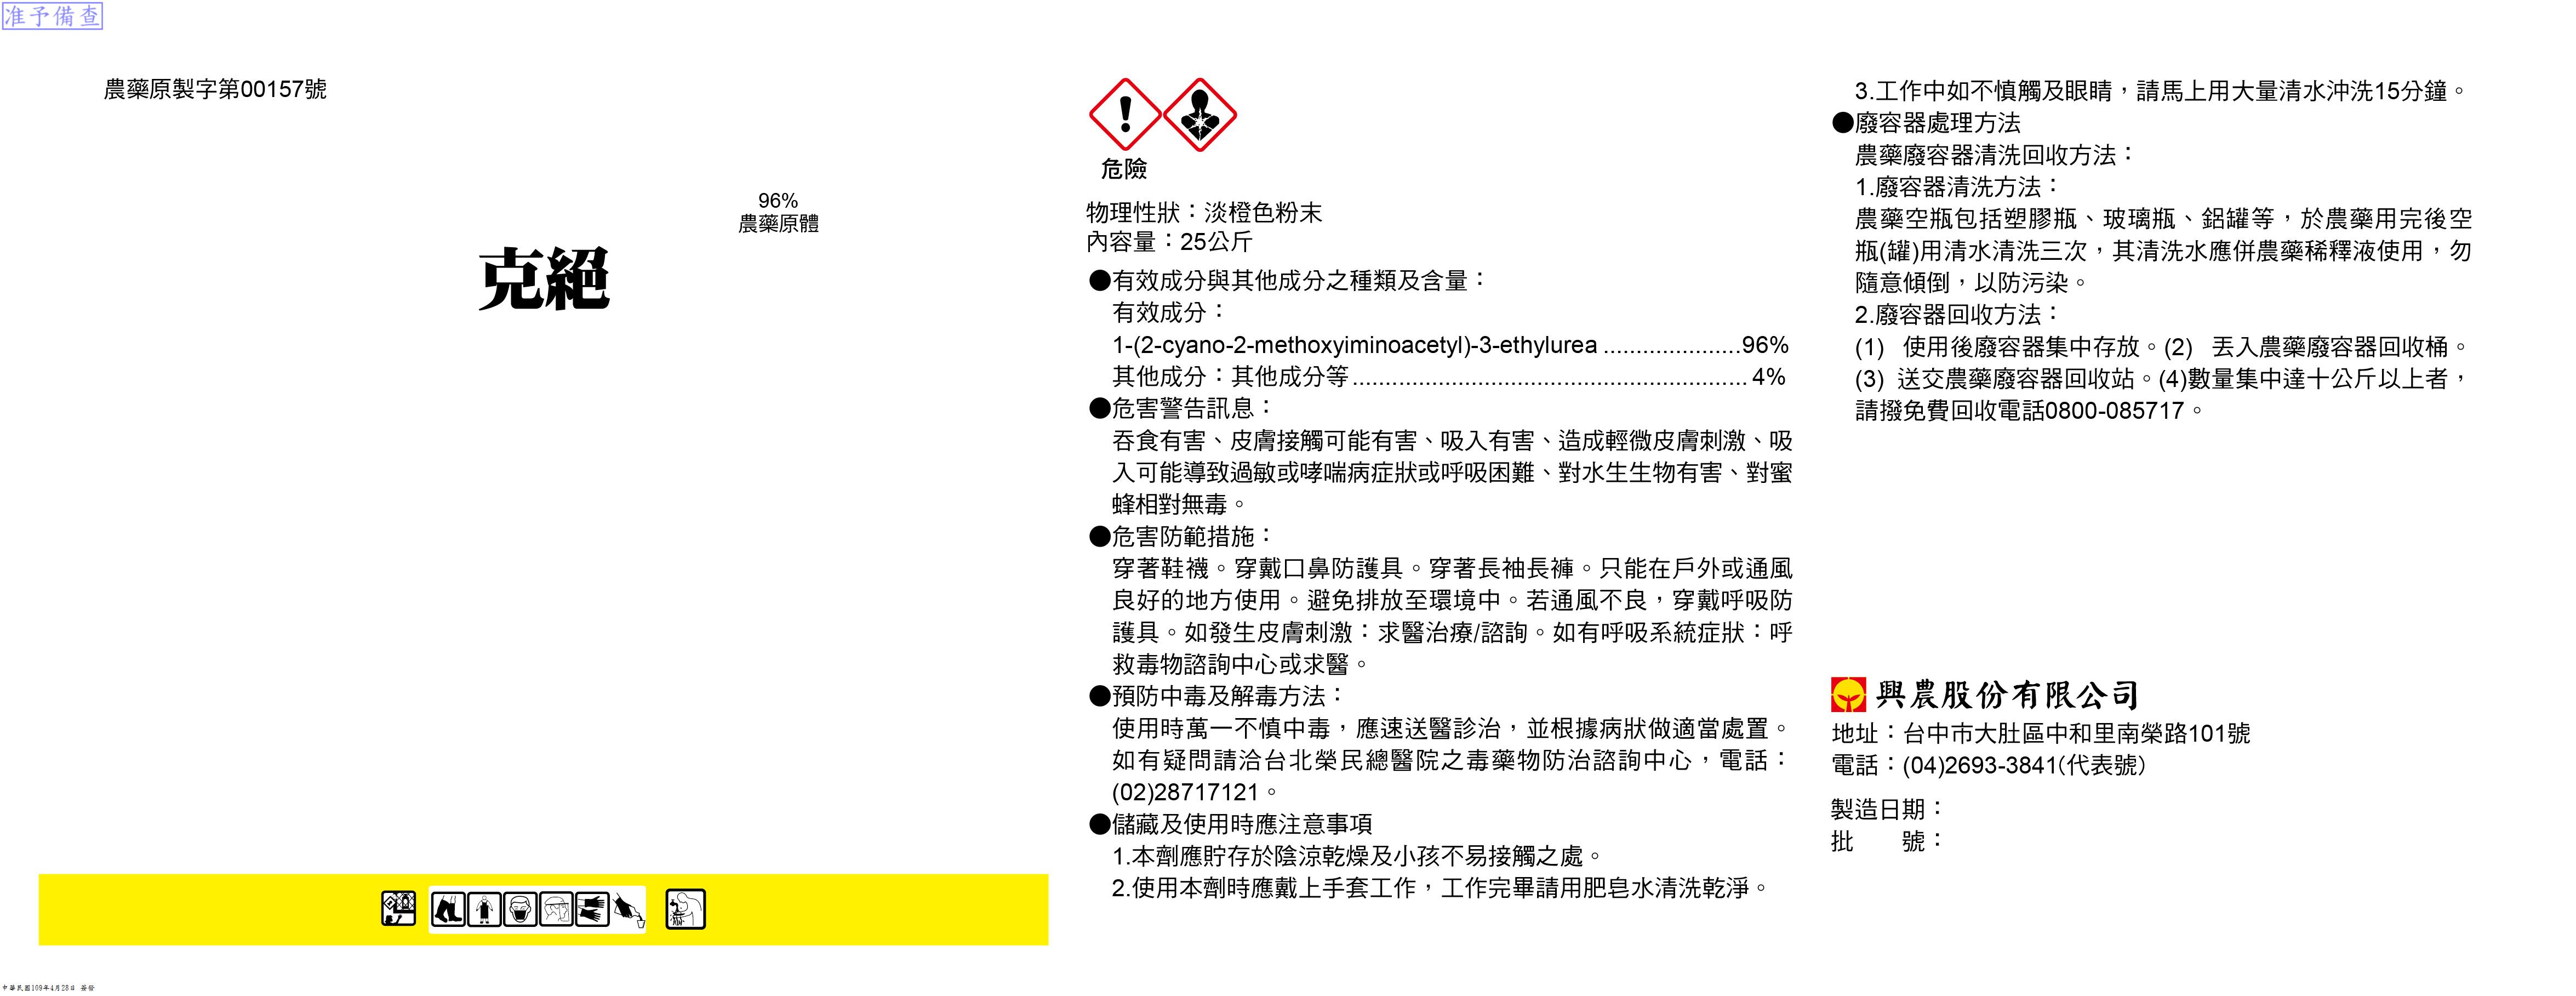 准予備查
農藥原製字第00157號
96%
農藥原體
克絕
危險
物理性狀：淡橙色粉末
內容量：25公斤
●有效成分與其他成分之種類及含量：
有效成分：
1-(2-cyano-2-methoxyiminoacetyl)-3-ethylurea.....................96%
其他成分：其他成分等............................................................4%
●危害警告訊息：
吞食有害、皮膚接觸可能有害、吸入有害、造成輕微皮膚刺激、吸
入可能導致過敏或哮喘病症狀或呼吸困難、對水生生物有害、對蜜
蜂相對無毒。
●危害防範措施：
穿著鞋襪。穿戴口鼻防護具。穿著長袖長褲。只能在戶外或通風
良好的地方使用。避免排放至環境中。若通風不良，穿戴呼吸防
護具。如發生皮膚刺激：求醫治療/諮詢。如有呼吸系統症狀：呼
救毒物諮詢中心或求醫。
●預防中毒及解毒方法：
使用時萬一不慎中毒，應速送醫診治，並根據病狀做適當處置。
如有疑問請洽台北榮民總醫院之毒藥物防治諮詢中心，電話：
(02)28717121。
●儲藏及使用時應注意事項
1.本劑應貯存於陰涼乾燥及小孩不易接觸之處。
2.使用本劑時應戴上手套工作，工作完畢請用肥皂水清洗乾淨。
3.工作中如不慎觸及眼睛，請馬上用大量清水沖洗15分鐘。
●廢容器處理方法
農藥廢容器清洗回收方法：
1.廢容器清洗方法：
農藥空瓶包括塑膠瓶、玻璃瓶、鋁罐等，於農藥用完後空
瓶(罐)用清水清洗三次，其清洗水應併農藥稀釋液使用，勿
隨意傾倒，以防污染。
2.廢容器回收方法：
(1) 使用後廢容器集中存放。(2) 丟入農藥廢容器回收桶。
(3) 送交農藥廢容器回收站。(4)數量集中達十公斤以上者，
請撥免費回收電話0800-085717。
興農股份有限公司
地址：台中市大肚區中和里南榮路101號
電話：(04)2693-3841(代表號)
製造日期：
批　　號：
中華民國109年4月28日 簽發